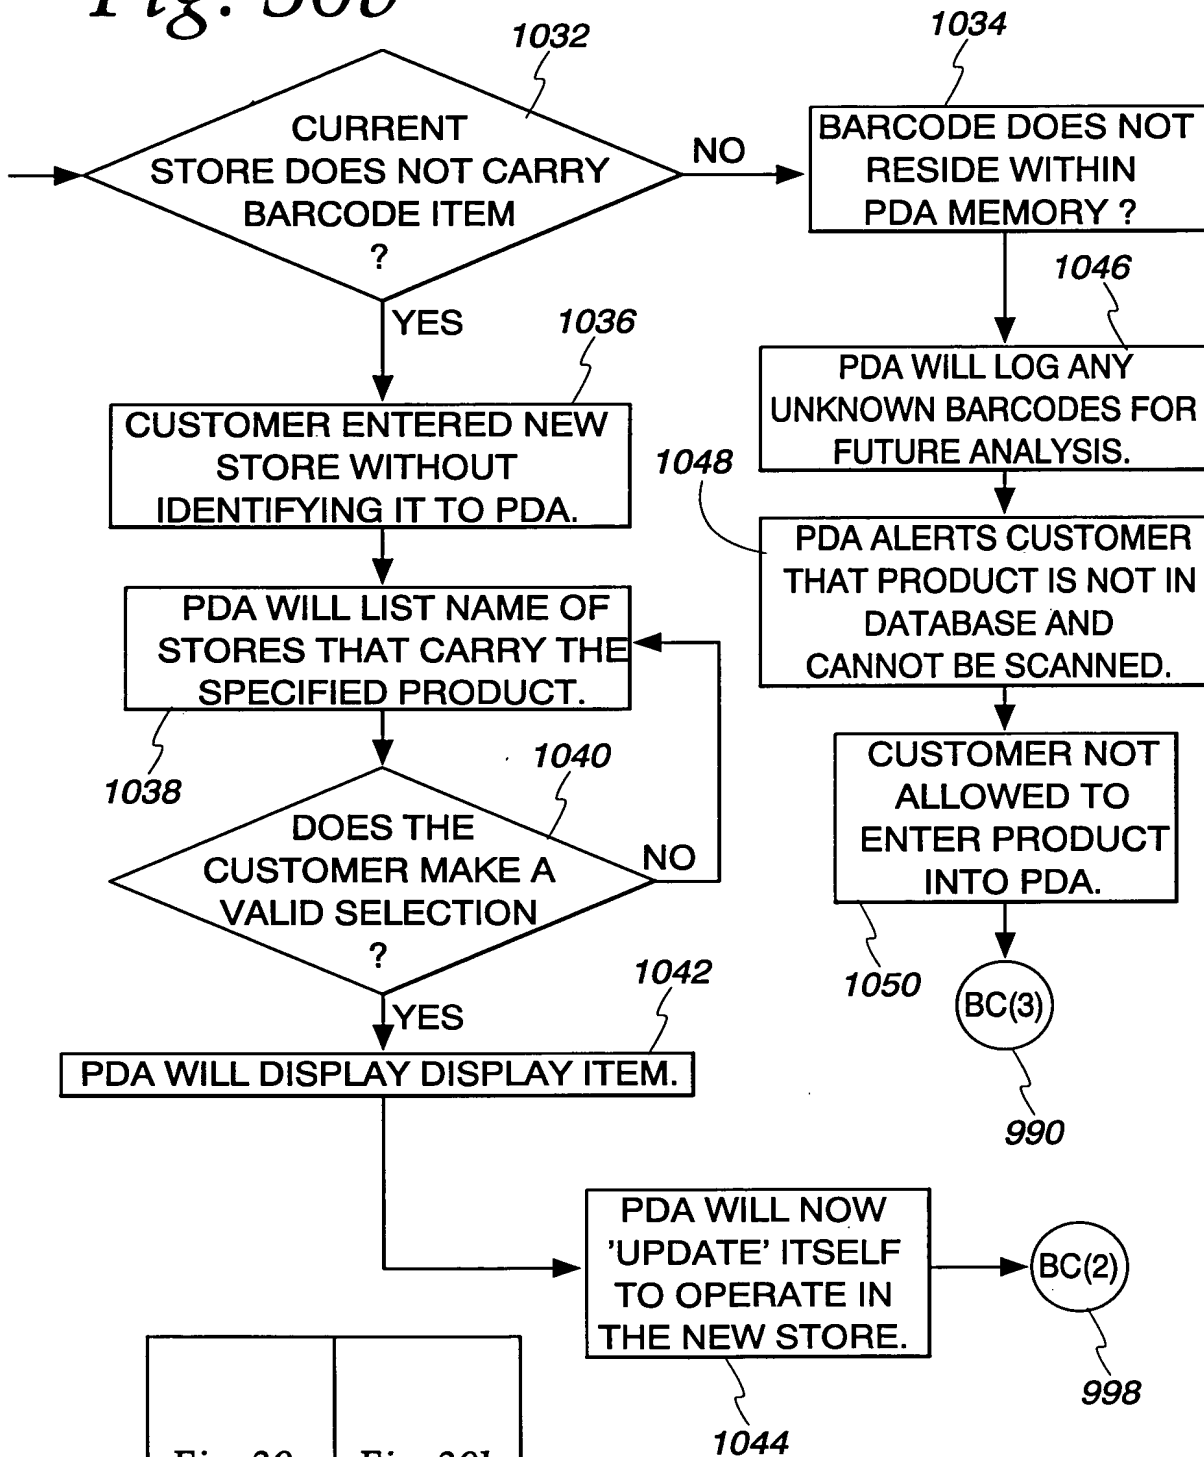 1032
1034
CURRENT
STORE DOES NOT CARRY
BARCODE ITEM
?
NO
BARCODE DOES NOT
RESIDE WITHIN
PDA MEMORY ?
YES
1036
1046
CUSTOMER ENTERED NEW
STORE WITHOUT
IDENTIFYING IT TO PDA.
PDA WILL LOG ANY
UNKNOWN BARCODES FOR
FUTURE ANALYSIS.
1048
PDA ALERTS CUSTOMER
THAT PRODUCT IS NOT IN
DATABASE AND
CANNOT BE SCANNED.
PDA WILL LIST NAME OF
STORES THAT CARRY THE
SPECIFIED PRODUCT.
1038
1040
DOES THE
CUSTOMER MAKE A
VALID SELECTION
?
NO
CUSTOMER NOT
ALLOWED TO
ENTER PRODUCT
INTO PDA.
1050
BC(3)
990
YES
1042
PDA WILL DISPLAY DISPLAY ITEM.
PDA WILL NOW
'UPDATE' ITSELF
TO OPERATE IN
THE NEW STORE.
1044
BC(2)
998